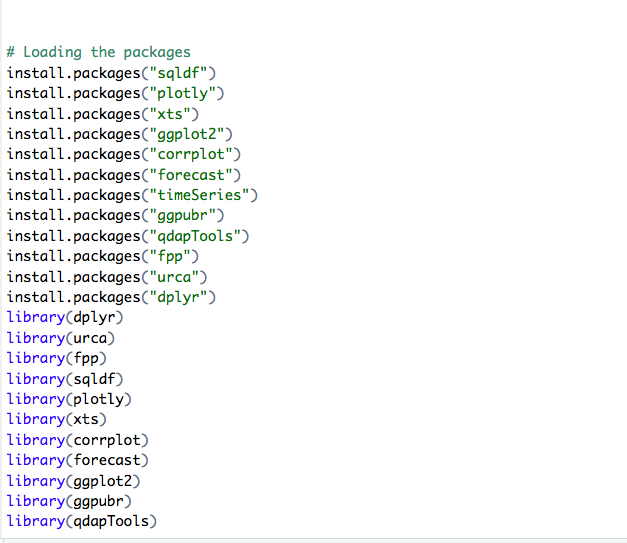 # Loading the packages
install.packages("sqldf")
install.packages("plotly")
install.packages("xts")
install.packages("ggplot2")
install.packages("corrplot")
install.packages("forecast")
install.packages("timeSeries")
install.packages("ggpubr")
install.packages("qdapTools")
install.packages("fpp")
install.packages("urca")
install.packages("dplyr")
library(dplyr)
library(urca)
library(fpp)
library(sqldf)
library(plotly)
library(xts)
library(corrplot)
library(forecast)
library(ggplot2)
library(ggpubr)
library(qdapTools)